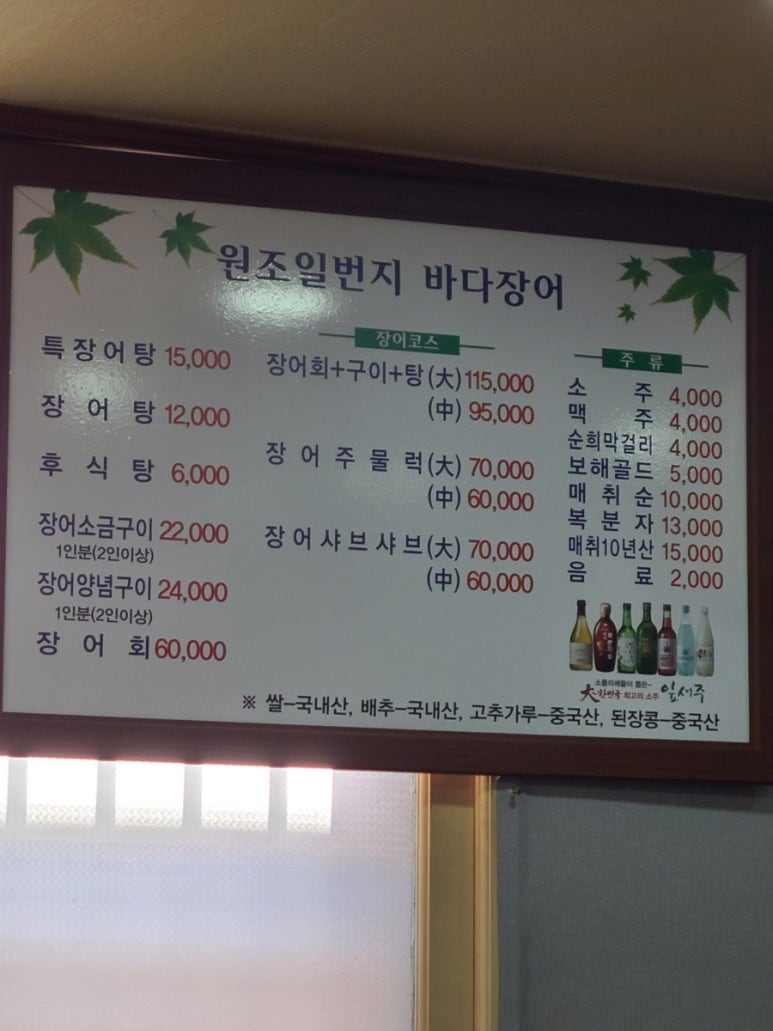 원조일번지 바다장어
특장어탕 15,000
장어탕 12,000
후식탕 6,000
장어소금구이 22,000
1인분(2인이상)
장어양념구이 24,000
1인분(2인이상)
장어회 60,000
장어코스
장어회+구이+탕(大) 115,000
(中) 95,000
장어주물럭(大) 70,000
(中) 60,000
장어샤브샤브(大) 70,000
(中) 60,000
주류
소주 4,000
맥주 4,000
순희막걸리 4,000
보해골드 5,000
매취순 10,000
복분자 13,000
매취10년산 15,000
음료 2,000
소믈리에들이 뽑은-
大한민국 최고의 소주 잎새주
※ 쌀-국내산, 배추-국내산, 고추가루-중국산, 된장콩-중국산